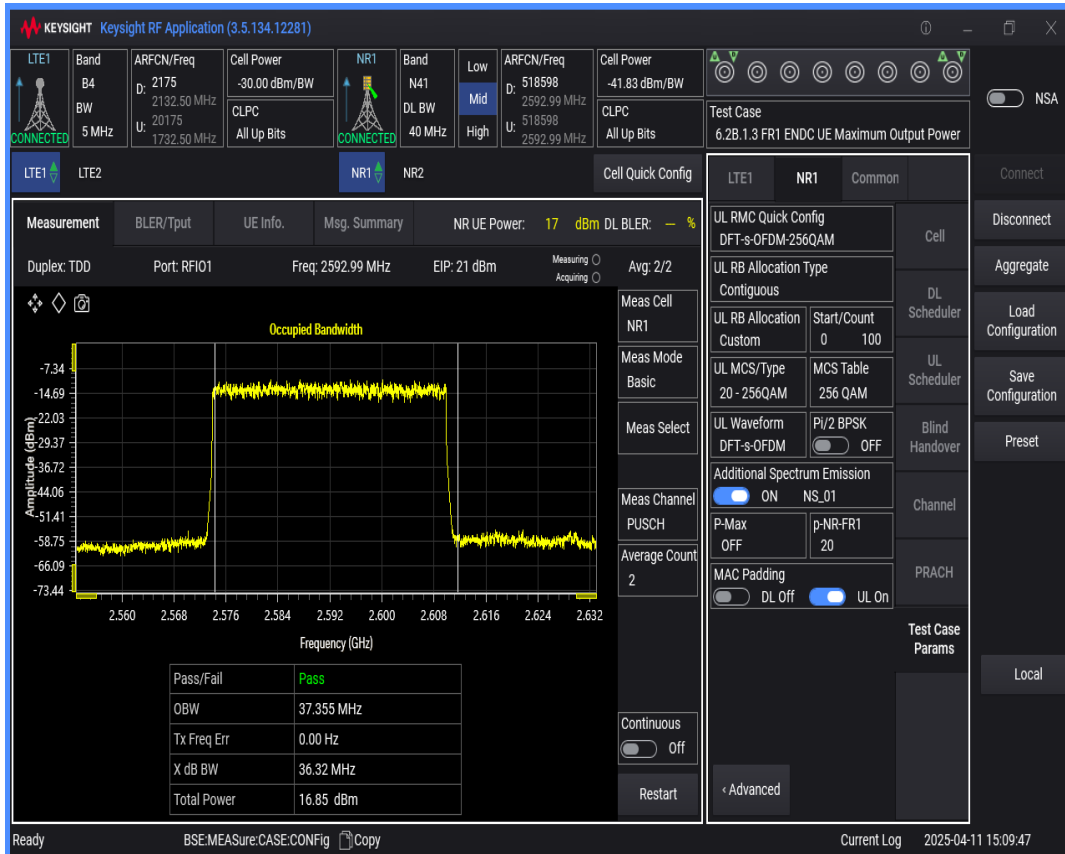 KEYSIGHT Keysight RF Application (3.5.134.12281)
LTE1 Band ARFCN/Freq Cell Power NR1 Band Low ARFCN/Freq Cell Power
B4 D: 2175 -30.00 dBm/BW N41 D: 518598 -41.83 dBm/BW
BW 2132.50 MHz CLPC DL BW Mid 2592.99 MHz CLPC
5 MHz U: 20175 All Up Bits 40 MHz High U: 518598 All Up Bits
CONNECTED 1732.50 MHz CONNECTED 2592.99 MHz
Test Case
6.2B.1.3 FR1 ENDC UE Maximum Output Power
NSA
LTE1 LTE2 NR1 NR2 Cell Quick Config
Measurement BLER/Tput UE Info. Msg. Summary NR UE Power: 17 dBm DL BLER: — %
Duplex: TDD Port: RFIO1 Freq: 2592.99 MHz EIP: 21 dBm Measuring Avg: 2/2
Acquiring
Occupied Bandwidth
Amplitude (dBm)
-7.34
-14.69
-22.03
-29.37
-36.72
-44.06
-51.41
-58.75
-66.09
-73.44
2.560 2.568 2.576 2.584 2.592 2.600 2.608 2.616 2.624 2.632
Frequency (GHz)
Pass/Fail Pass
OBW 37.355 MHz
Tx Freq Err 0.00 Hz
X dB BW 36.32 MHz
Total Power 16.85 dBm
Meas Cell
NR1
Meas Mode
Basic
Meas Select
Meas Channel
PUSCH
Average Count
2
Continuous
Off
Restart
LTE1 NR1 Common
UL RMC Quick Config
DFT-s-OFDM-256QAM
UL RB Allocation Type
Contiguous
UL RB Allocation Start/Count
Custom 0 100
UL MCS/Type MCS Table
20 - 256QAM 256 QAM
UL Waveform Pi/2 BPSK
DFT-s-OFDM OFF
Additional Spectrum Emission
ON NS_01
P-Max p-NR-FR1
OFF 20
MAC Padding
DL Off UL On
‹ Advanced
Cell
DL
Scheduler
UL
Scheduler
Blind
Handover
Channel
PRACH
Test Case
Params
Connect
Disconnect
Aggregate
Load
Configuration
Save
Configuration
Preset
Local
Ready BSE:MEASure:CASE:CONFig Copy Current Log 2025-04-11 15:09:47